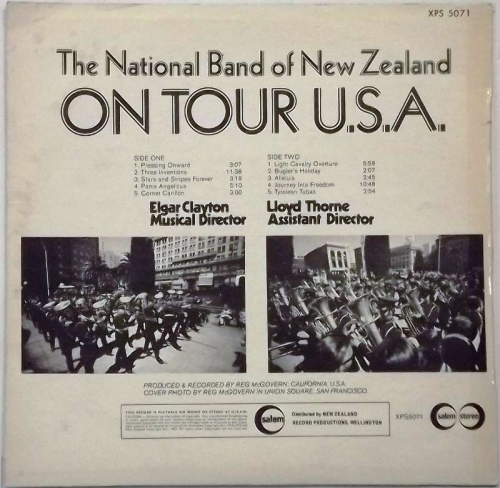 XPS 5071
The National Band of New Zealand
ON TOUR U.S.A.
SIDE ONE
1. Pressing Onward 3:07
2. Three Inventions 11:38
3. Stars and Stripes Forever 3:19
4. Panis Angelicus 5:10
5. Comet Carillon 3:00
Elgar Clayton
Musical Director
SIDE TWO
1. Light Cavalry Overture 6:58
2. Bugler's Holiday 2:07
3. Alleluia 2:45
4. Journey Into Freedom 10:48
5. Tyrolean Tubas 3:54
Lloyd Thorne
Assistant Director
PRODUCED & RECORDED BY REG McGOVERN: CALIFORNIA, U.S.A.
COVER PHOTO BY REG McGOVERN IN UNION SQUARE, SAN FRANCISCO.
salem
Distributed by NEW ZEALAND
RECORD PRODUCTIONS, WELLINGTON
XPS5071
salem stereo